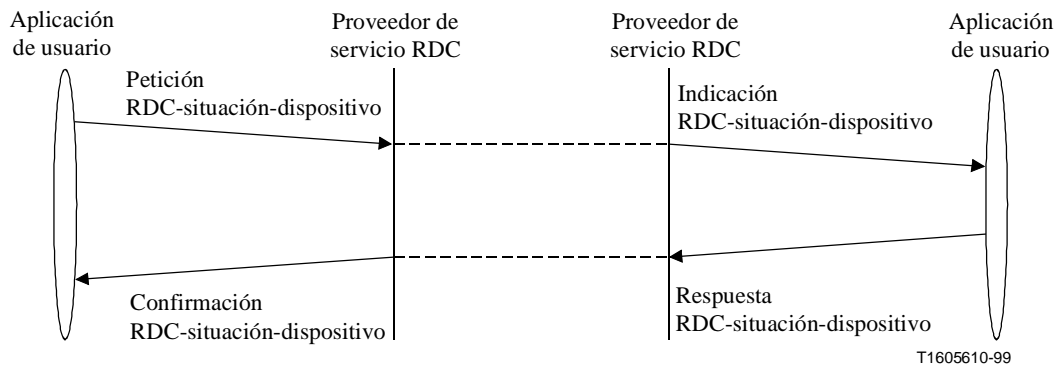 Aplicación
de usuario
Proveedor de
servicio RDC
Proveedor de
servicio RDC
Aplicación
de usuario
Petición
RDC-situación-dispositivo
Indicación
RDC-situación-dispositivo
Confirmación
RDC-situación-dispositivo
Respuesta
RDC-situación-dispositivo
T1605610-99